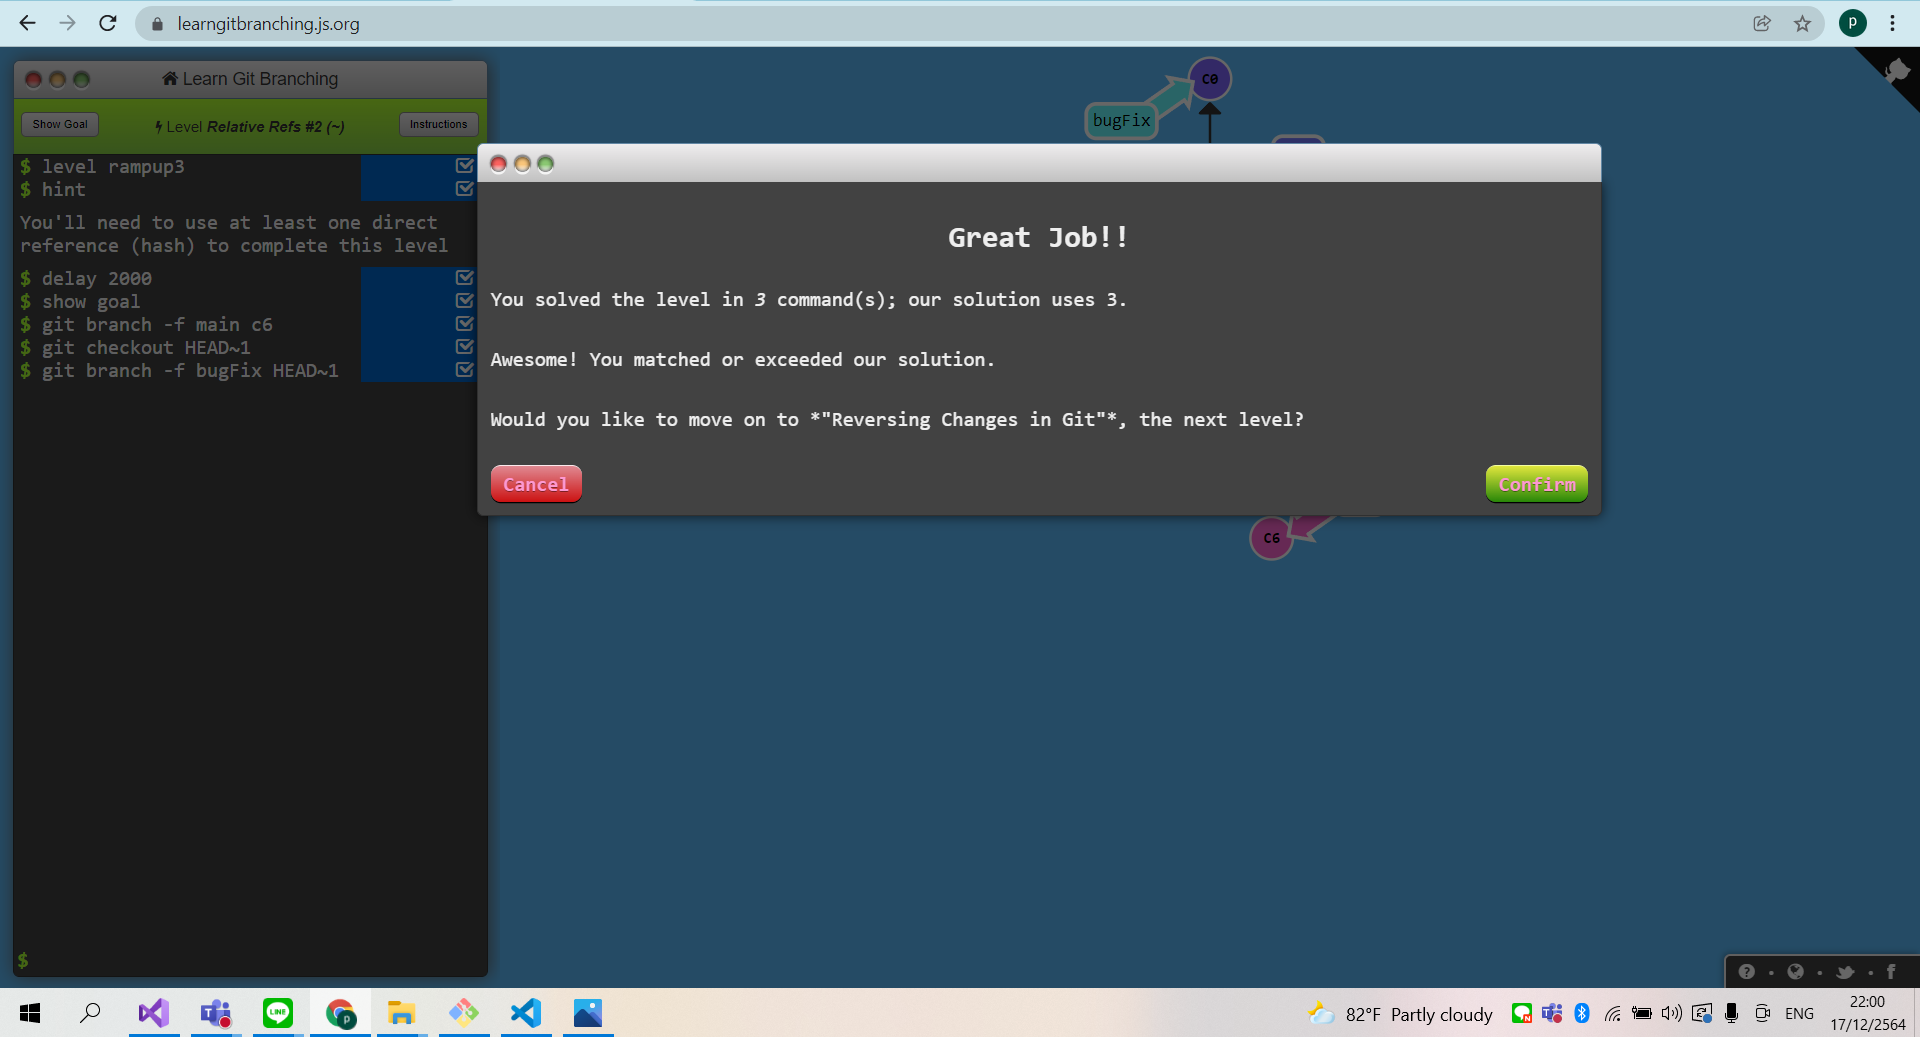 learngitbranching.js.org
p
Learn Git Branching
Show Goal
Level Relative Refs #2 (~)
Instructions
$ level rampup3
$ hint
You'll need to use at least one direct
reference (hash) to complete this level
$ delay 2000
$ show goal
$ git branch -f main c6
$ git checkout HEAD~1
$ git branch -f bugFix HEAD~1
$
C0
bugFix
Great Job!!
You solved the level in 3 command(s); our solution uses 3.
Awesome! You matched or exceeded our solution.
Would you like to move on to *"Reversing Changes in Git"*, the next level?
Cancel
Confirm
C6
LINE
p
82°F Partly cloudy
ENG
22:00
17/12/2564